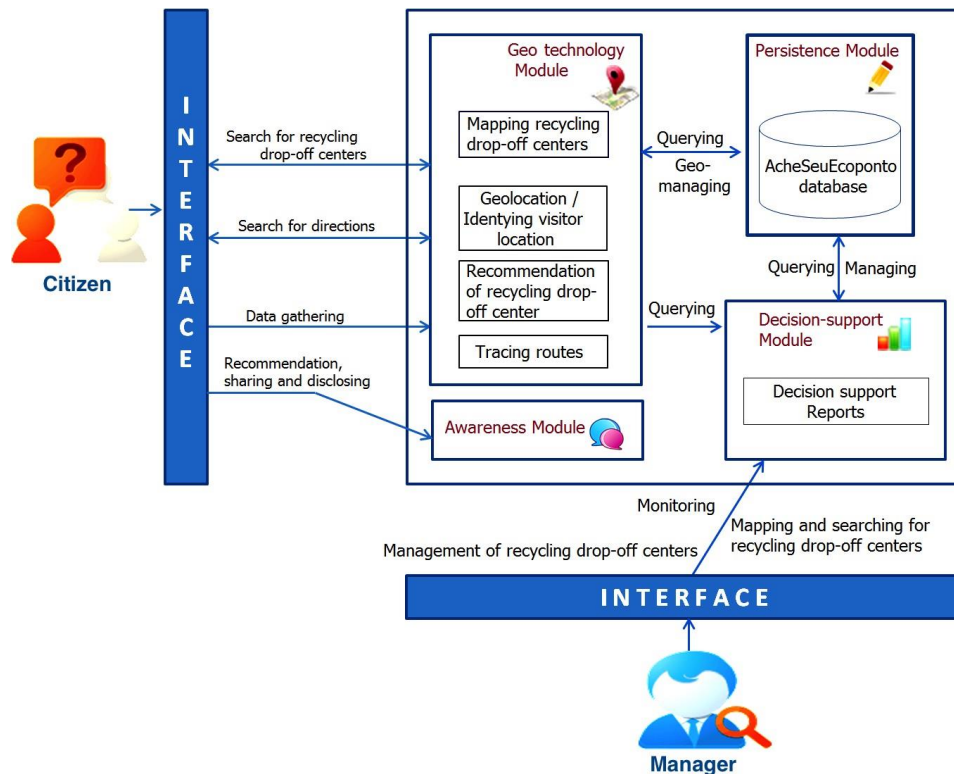 Citizen
INTERFACE
Search for recycling
drop-off centers
Search for directions
Data gathering
Recommendation,
sharing and disclosing
Geo technology
Module
Mapping recycling
drop-off centers
Geolocation /
Identying visitor
location
Recommendation
of recycling drop-
off center
Tracing routes
Awareness Module
Querying
Geo-
managing
Persistence Module
AcheSeuEcoponto
database
Querying Managing
Querying
Decision-support
Module
Decision support
Reports
Monitoring
Management of recycling drop-off centers
Mapping and searching for
recycling drop-off centers
INTERFACE
Manager